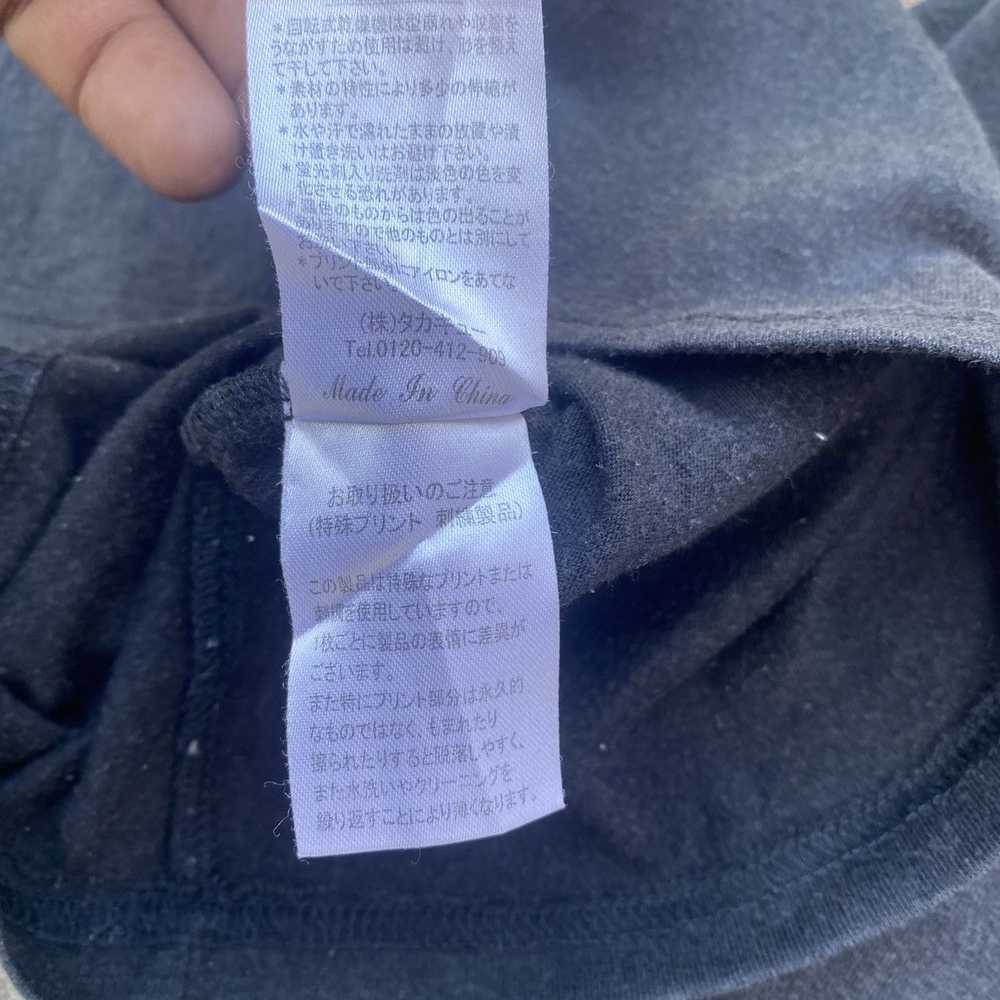 *回転式乾燥機は型崩れや収縮を
うながすため使用は避け、形を整え
て干して下さい。
*素材の特性により多少の伸縮が
あります。
*水や汗で濡れたままの放置や漬
け置き洗いはお避け下さい。
*蛍光剤入り洗剤は淡色の色を変
化させる恐れがあります。
色のものからは色の出ることが
ので他のものとは別にして
お
*プリント にアイロンをあてな
いで下さい
(株)タカキュー
Tel.0120-412-909
Made In China
お取り扱いのご注意
(特殊プリント 刺繍製品)
この製品は特殊なプリントまたは
刺繍を使用していますので、
1枚ごとに製品の表情に差異が
ございます。
また特にプリント部分は永久的
なものではなく、もまれたり
擦られたりすると脱落しやすく、
また水洗いやクリーニングを
繰り返すことにより薄くなります。